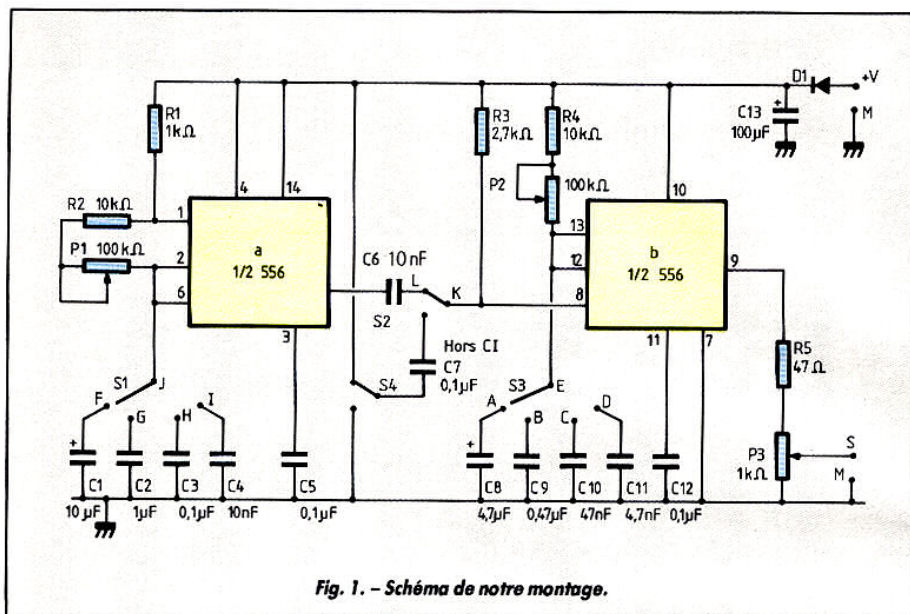 D1
+V
R1
1kΩ
R3
2,7kΩ
R4
10kΩ
C13
100µF
+
M
4
14
P2
100kΩ
10
R2 10kΩ
1
13
P1 100kΩ
a
1/2 556
C6 10nF
b
1/2 556
2
L
K
12
9
6
S2
8
3
Hors CI
C7
0,1µF
11
7
R5
47Ω
S1
J
S4
S3
E
F
I
A
D
G
H
B
C
P3
1kΩ
S
M
+
+
C1
C2
C3
C4
C5
C8
C9
C10
C11
C12
10µF
1µF
0,1µF
10nF
0,1µF
4,7µF
0,47µF
47nF
4,7nF
0,1µF
Fig. 1. – Schéma de notre montage.